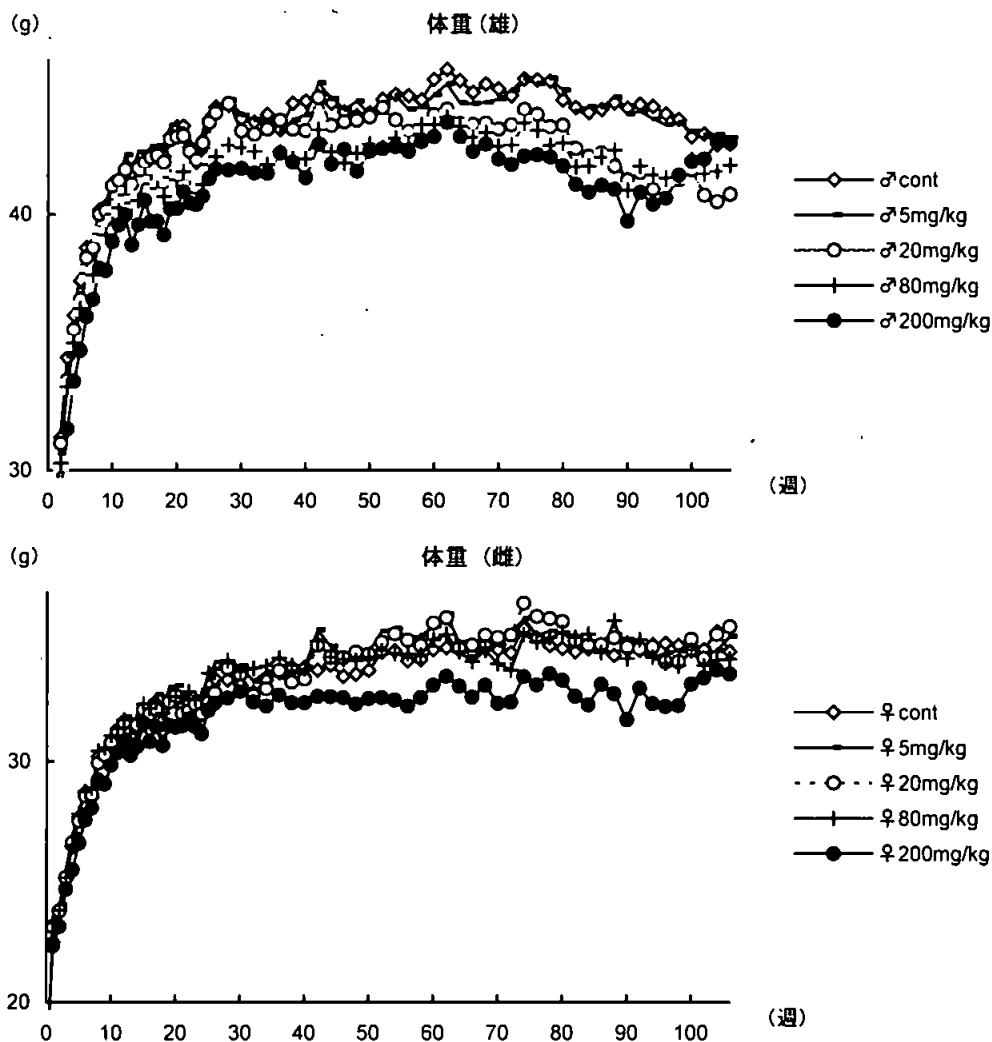 (g)
体重(雄)
40
30
0 10 20 30 40 50 60 70 80 90 100
(週)
♂cont
♂5mg/kg
♂20mg/kg
♂80mg/kg
♂200mg/kg
(g)
体重 (雌)
30
20
0 10 20 30 40 50 60 70 80 90 100
(週)
♀cont
♀5mg/kg
♀20mg/kg
♀80mg/kg
♀200mg/kg